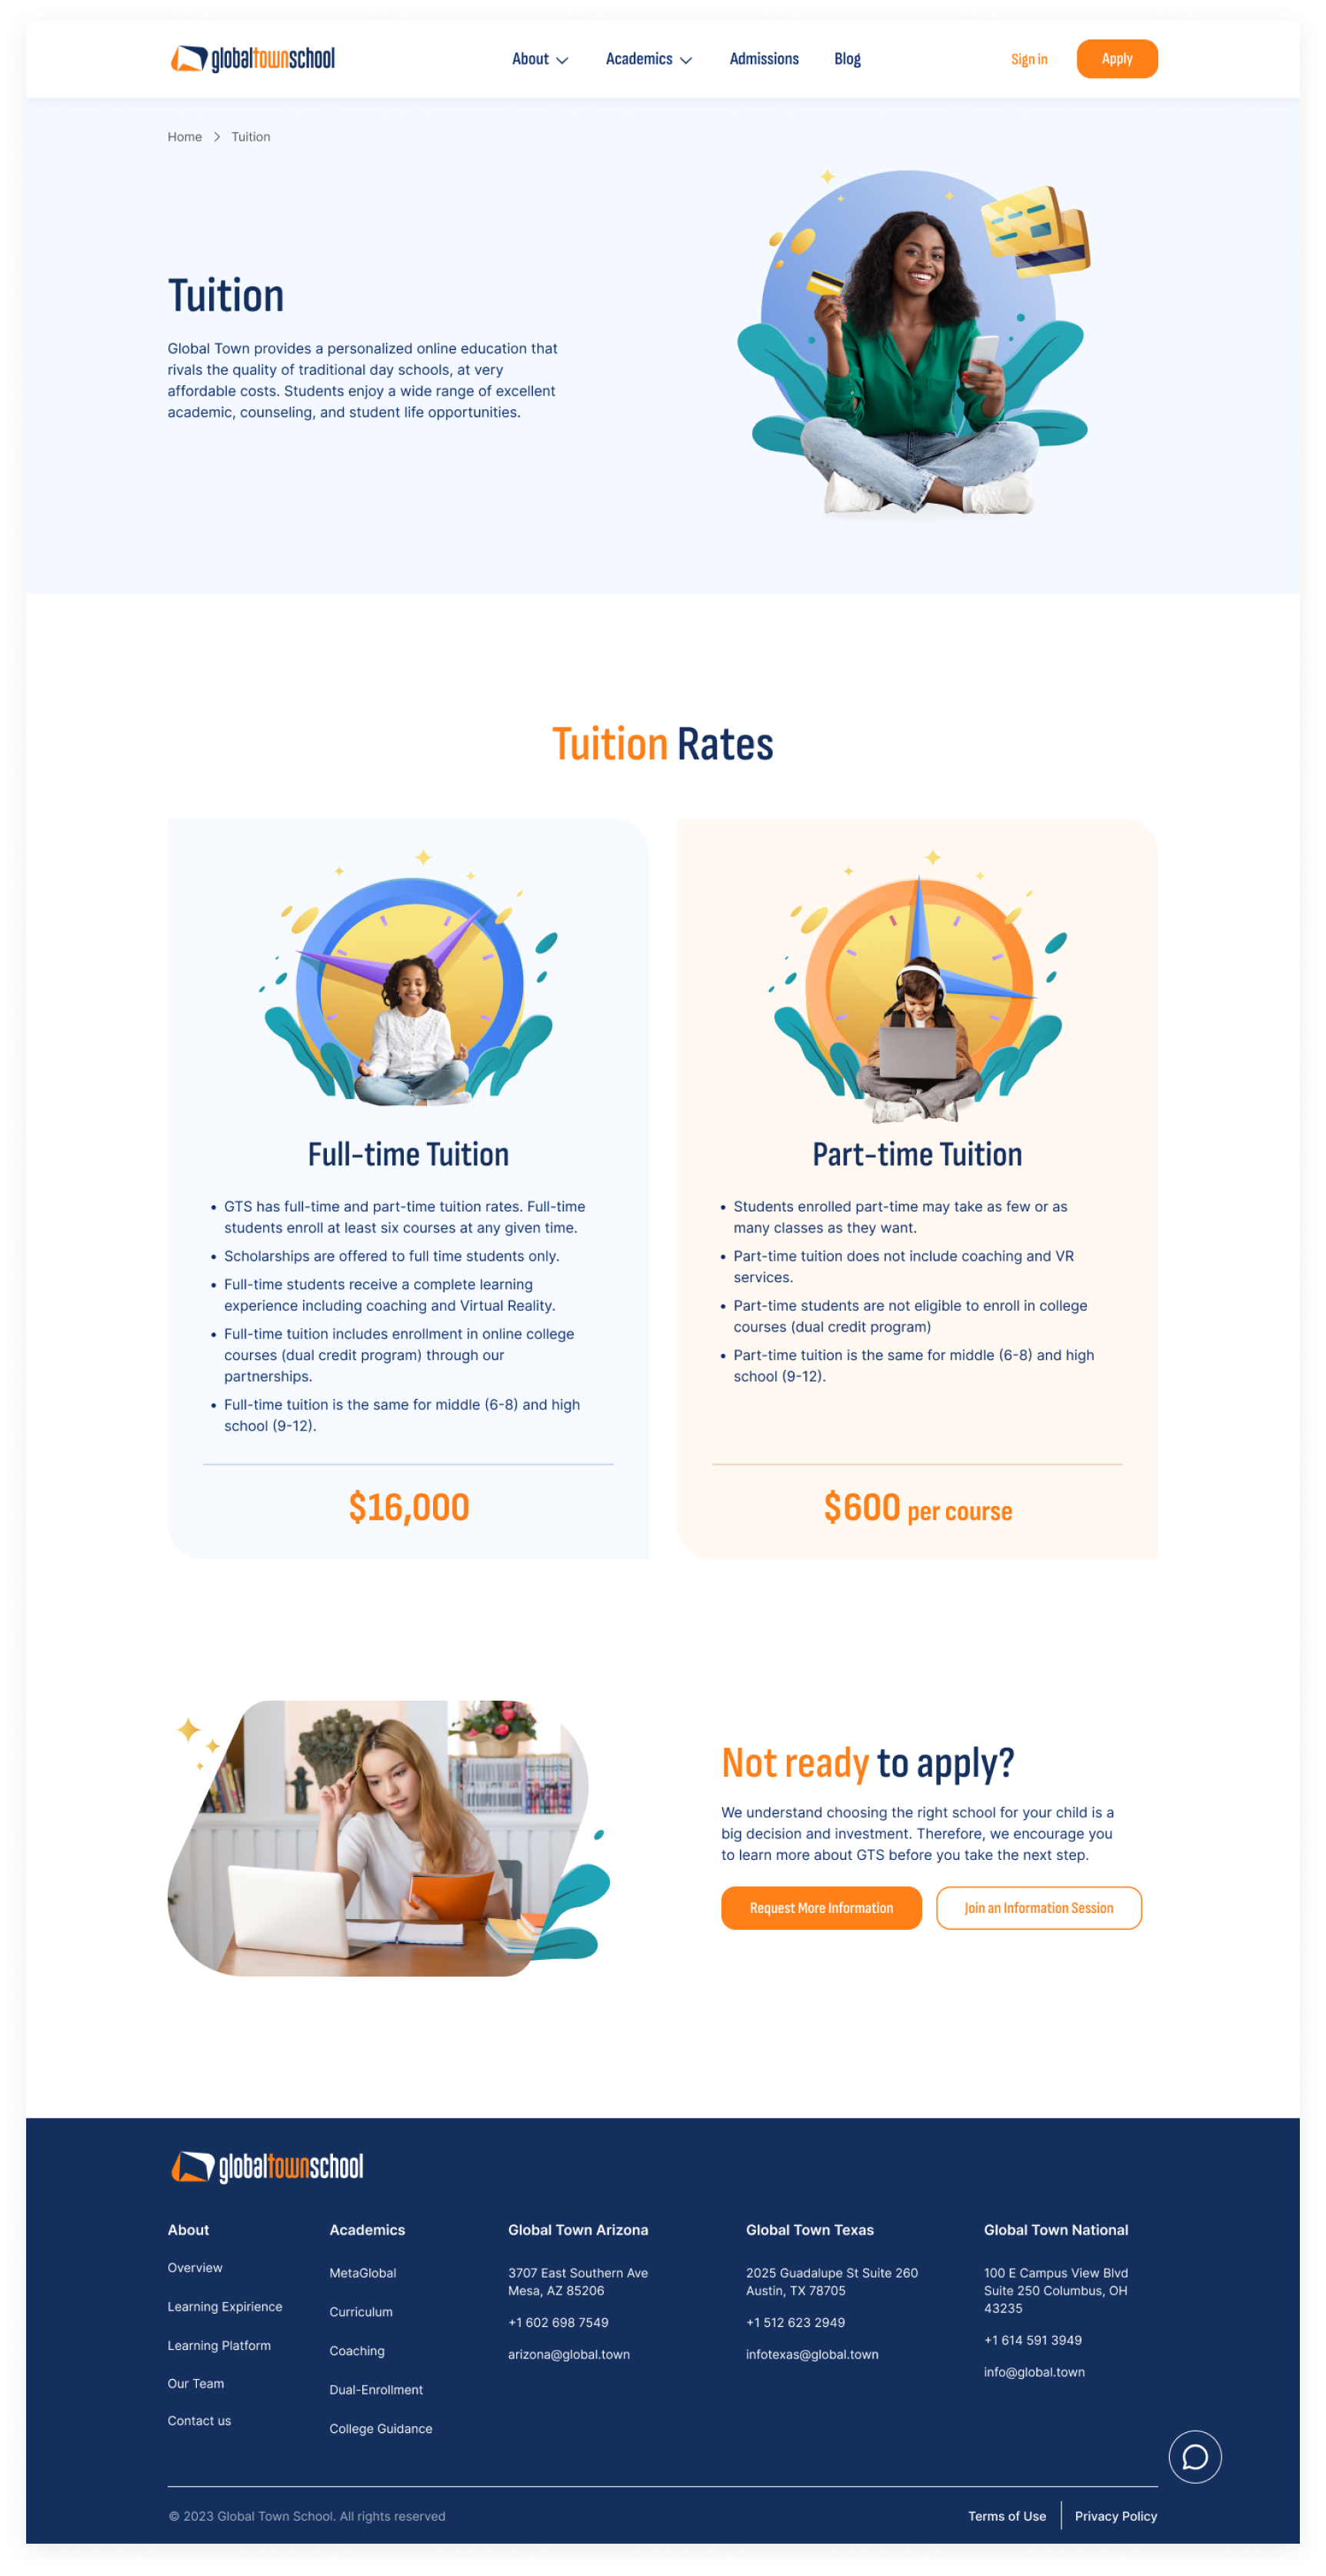 globaltownschool
About
Academics
Admissions
Blog
Sign in
Apply
Home
Tuition
Tuition
Global Town provides a personalized online education that
rivals the quality of traditional day schools, at very
affordable costs. Students enjoy a wide range of excellent
academic, counseling, and student life opportunities.
Tuition Rates
Full-time Tuition
• GTS has full-time and part-time tuition rates. Full-time
students enroll at least six courses at any given time.
• Scholarships are offered to full time students only.
• Full-time students receive a complete learning
experience including coaching and Virtual Reality.
• Full-time tuition includes enrollment in online college
courses (dual credit program) through our
partnerships.
• Full-time tuition is the same for middle (6-8) and high
school (9-12).
$16,000
Part-time Tuition
• Students enrolled part-time may take as few or as
many classes as they want.
• Part-time tuition does not include coaching and VR
services.
• Part-time students are not eligible to enroll in college
courses (dual credit program)
• Part-time tuition is the same for middle (6-8) and high
school (9-12).
$600 per course
Not ready to apply?
We understand choosing the right school for your child is a
big decision and investment. Therefore, we encourage you
to learn more about GTS before you take the next step.
Request More Information
Join an Information Session
globaltownschool
About
Overview
Learning Expirience
Learning Platform
Our Team
Contact us
Academics
MetaGlobal
Curriculum
Coaching
Dual-Enrollment
College Guidance
Global Town Arizona
3707 East Southern Ave
Mesa, AZ 85206
+1 602 698 7549
arizona@global.town
Global Town Texas
2025 Guadalupe St Suite 260
Austin, TX 78705
+1 512 623 2949
infotexas@global.town
Global Town National
100 E Campus View Blvd
Suite 250 Columbus, OH
43235
+1 614 591 3949
info@global.town
© 2023 Global Town School. All rights reserved
Terms of Use
Privacy Policy